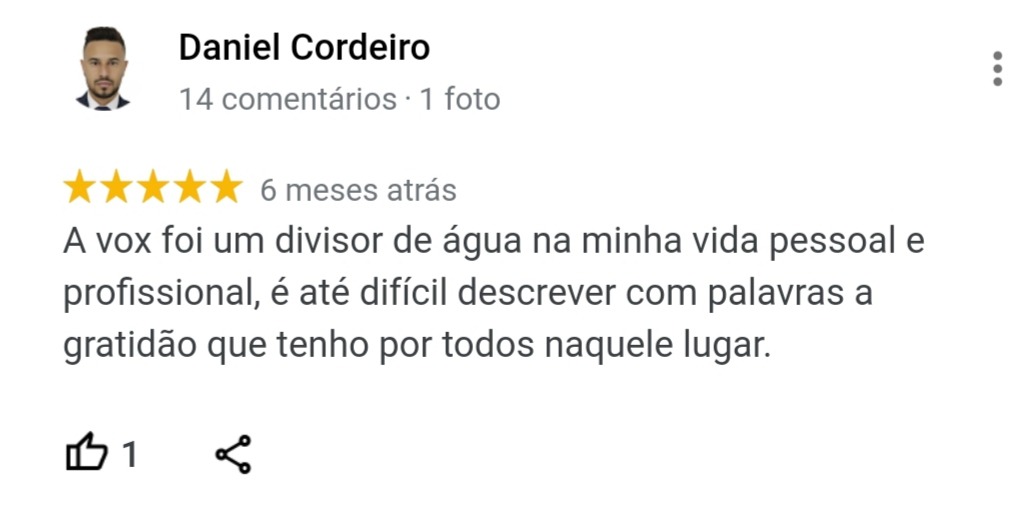 Daniel Cordeiro
14 comentários · 1 foto
6 meses atrás
A vox foi um divisor de água na minha vida pessoal e
profissional, é até difícil descrever com palavras a
gratidão que tenho por todos naquele lugar.
1